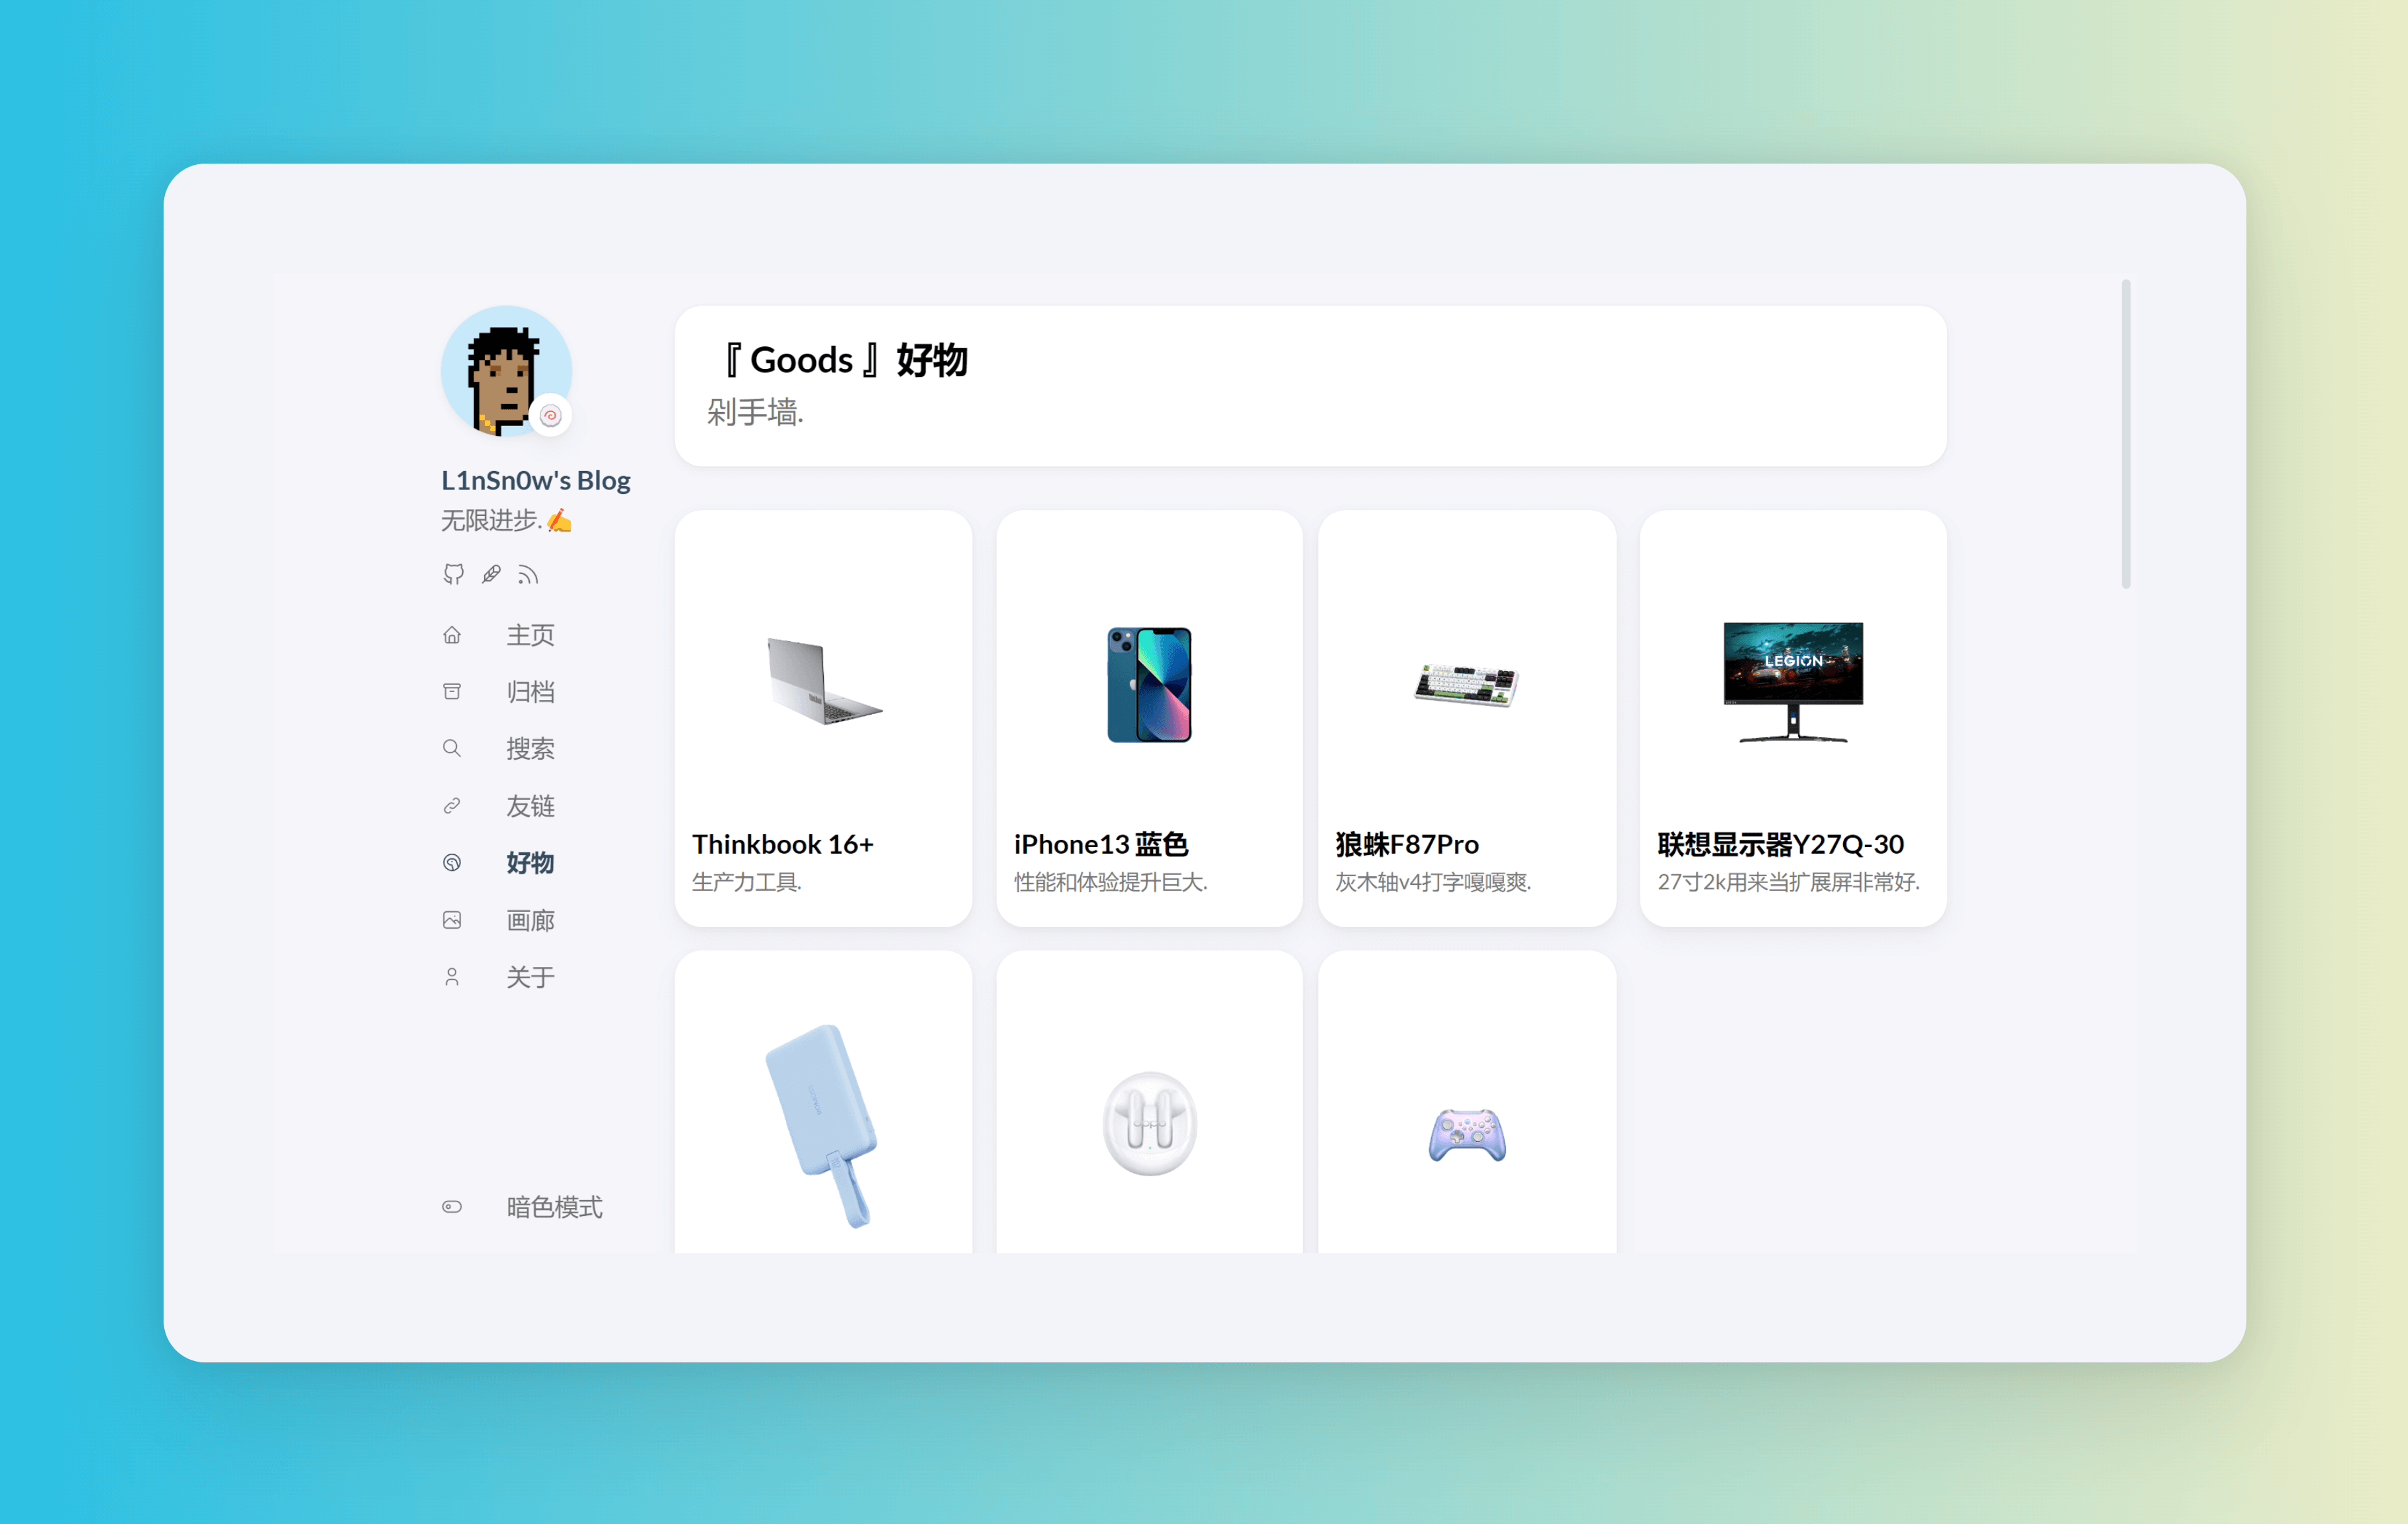 L1nSn0w's Blog
无限进步.✍️
主页
归档
搜索
友链
好物
画廊
关于
暗色模式
『 Goods 』好物
剁手墙.
Thinkbook 16+
生产力工具.
iPhone13 蓝色
性能和体验提升巨大.
狼蛛F87Pro
灰木轴v4打字嘎嘎爽.
LEGION
联想显示器Y27Q-30
27寸2k用来当扩展屏非常好.
oppo